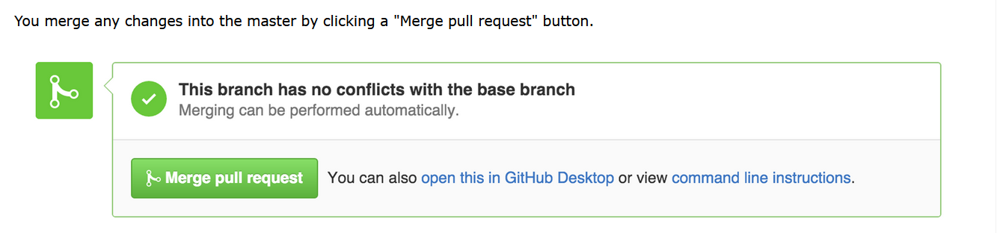 You merge any changes into the master by clicking a "Merge pull request" button.
This branch has no conflicts with the base branch
Merging can be performed automatically.
Merge pull request You can also open this in GitHub Desktop or view command line instructions.